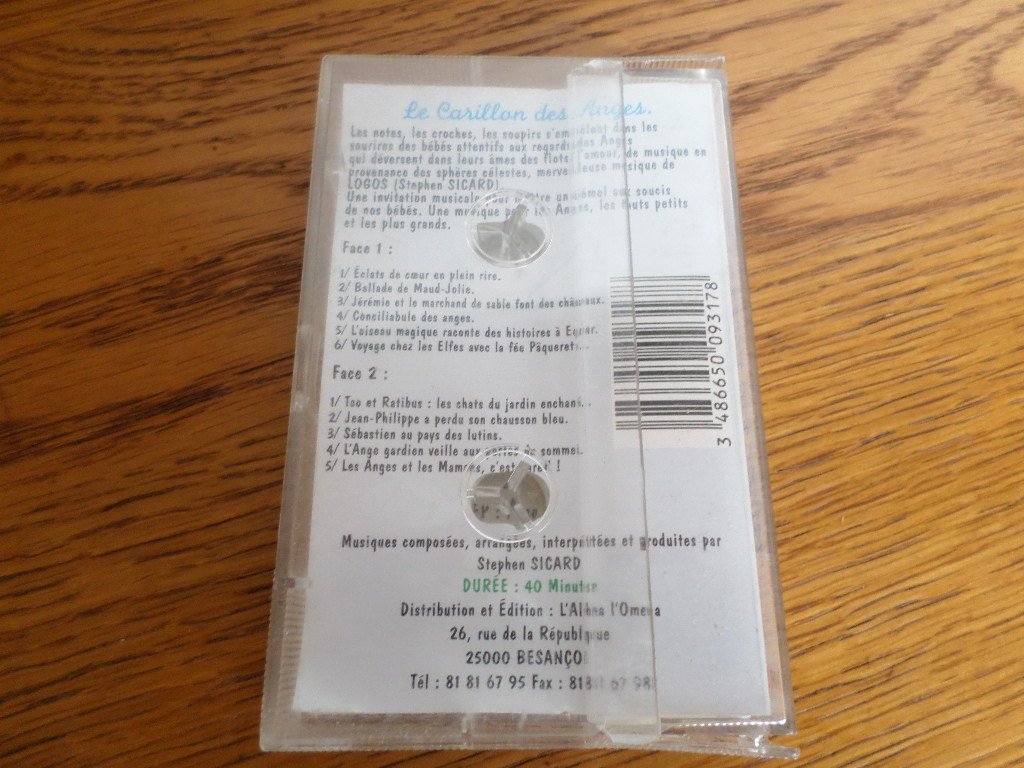 Le Carillon des Anges.
Les notes, les croches, les soupirs s'emmêlent dans les
sourires des bébés attentifs aux regards des Anges
qui déversent dans leurs âmes des flots d'amour, de musique en
provenance des sphères célestes, merveilleuse musique de
LOGOS (Stephen SICARD)
Une invitation musicale pour mettre un bémol aux soucis
de nos bébés. Une musique pour les Anges, les touts petits
et les plus grands.
Face 1 :
1/ Éclats de cœur en plein rire.
2/ Ballade de Maud-Jolie.
3/ Jérémie et le marchand de sable font des châteaux.
4/ Conciliabule des anges.
5/ L'oiseau magique raconte des histoires à
6/ Voyage chez les Elfes avec la fée
Face 2 :
1/ Too et Ratibus : les chats du jardin
2/ Jean-Philippe a perdu son chausson bleu.
3/ Sébastien au pays des lutins.
4/ L'Ange gardien veille aux portes du sommeil.
5/ Les Anges et les Mamans, c'est pareil !
3 486650 093178
Musiques composées, arrangées, interprétées et produites par
Stephen SICARD
DURÉE : 40 Minutes
Distribution et Édition : L'Alpha l'Omega
26, rue de la République
25000 BESANÇON
Tél : 81 81 67 95 Fax :